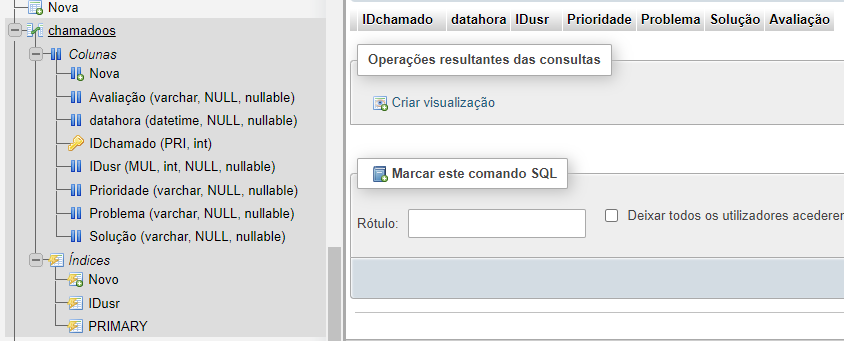 Nova
chamadoos
Colunas
Nova
Avaliação (varchar, NULL, nullable)
datahora (datetime, NULL, nullable)
IDchamado (PRI, int)
IDusr (MUL, int, NULL, nullable)
Prioridade (varchar, NULL, nullable)
Problema (varchar, NULL, nullable)
Solução (varchar, NULL, nullable)
Índices
Novo
IDusr
PRIMARY
IDchamado datahora IDusr Prioridade Problema Solução Avaliação
Operações resultantes das consultas
Criar visualização
Marcar este comando SQL
Rótulo:
Deixar todos os utilizadores acederer